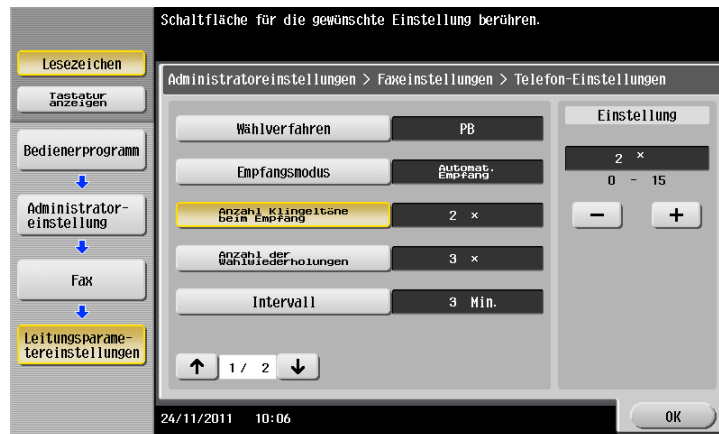 Schaltfläche für die gewünschte Einstellung berühren.
Lesezeichen
Tastatur
anzeigen
Bedienerprogramm
Administrator-
einstellung
Fax
Leitungsparame-
tereinstellungen
Administratoreinstellungen > Faxeinstellungen > Telefon-Einstellungen
Wählverfahren
PB
Empfangsmodus
Automat.
Empfang
Anzahl Klingeltöne
beim Empfang
2 ×
Anzahl der
Wahlwiederholungen
3 ×
Intervall
3 Min.
↑ 1/ 2 ↓
Einstellung
2 ×
0 - 15
− +
24/11/2011 10:06
OK